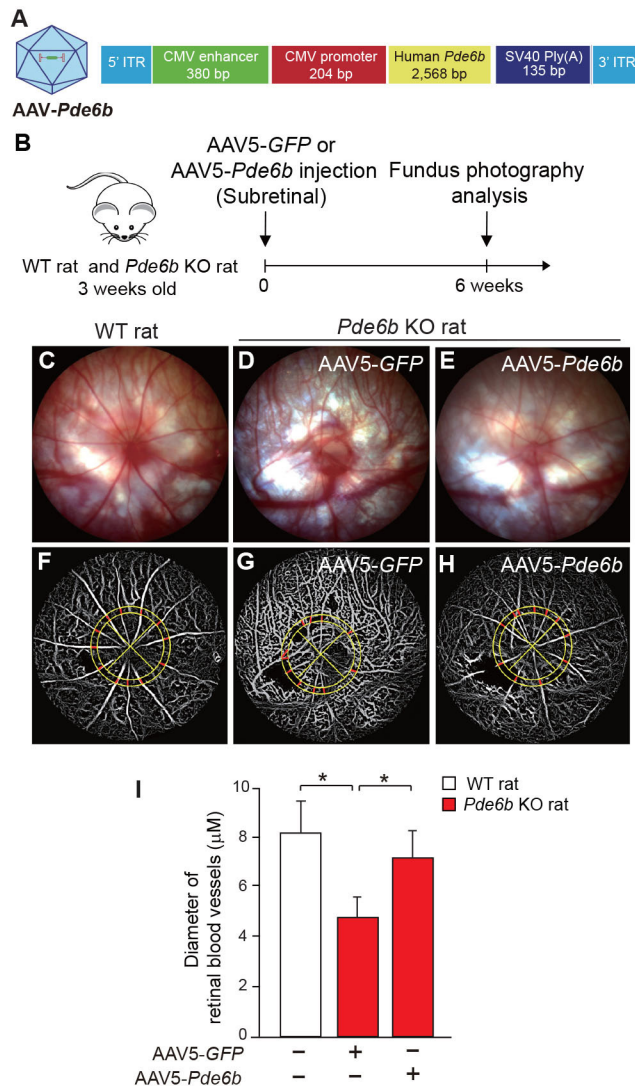 A
5' ITR
CMV enhancer
380 bp
CMV promoter
204 bp
Human Pde6b
2,568 bp
SV40 Ply(A)
135 bp
3' ITR
AAV-Pde6b
B
AAV5-GFP or
AAV5-Pde6b injection
(Subretinal)
Fundus photography
analysis
WT rat and Pde6b KO rat
3 weeks old
0
6 weeks
WT rat
Pde6b KO rat
C
D
AAV5-GFP
E
AAV5-Pde6b
F
G
AAV5-GFP
H
AAV5-Pde6b
I
Diameter of
retinal blood vessels (μM)
10
8
6
4
2
0
*
*
WT rat
Pde6b KO rat
AAV5-GFP − + −
AAV5-Pde6b − − +